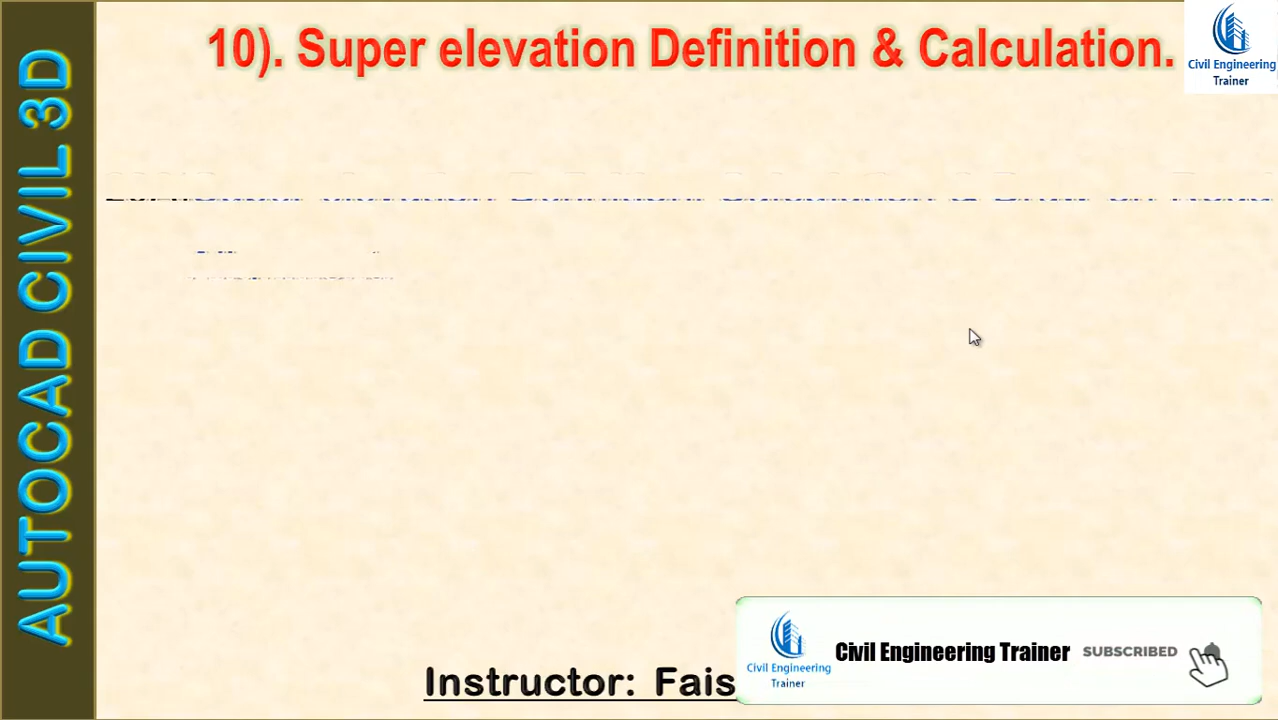 10). Super elevation Definition & Calculation.
Civil Engineering
Trainer
AUTOCAD CIVIL 3D
Instructor: Fais
Civil Engineering
Trainer
Civil Engineering Trainer
SUBSCRIBED